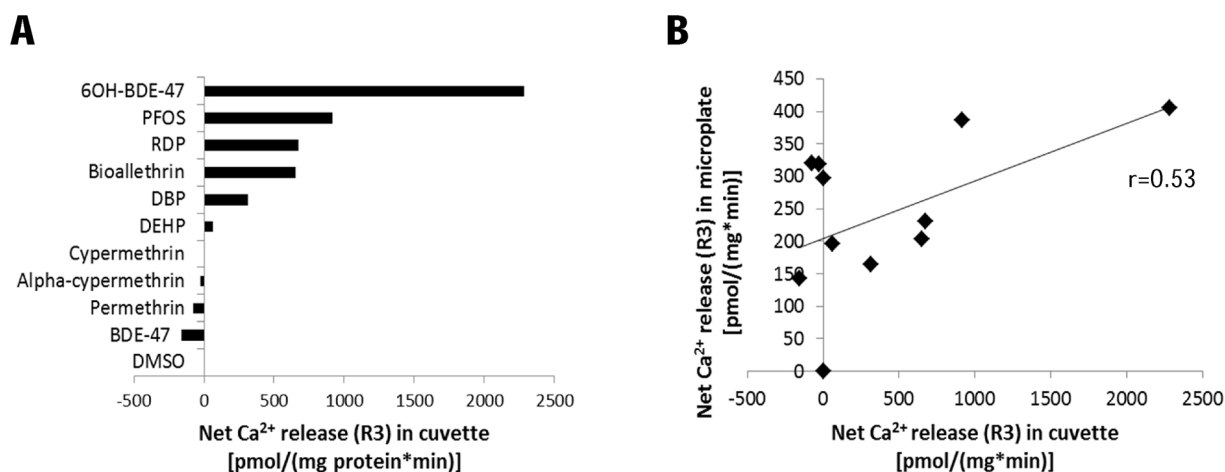 A
6OH-BDE-47
PFOS
RDP
Bioallethrin
DBP
DEHP
Cypermethrin
Alpha-cypermethrin
Permethrin
BDE-47
DMSO
-500 0 500 1000 1500 2000 2500
Net Ca²⁺ release (R3) in cuvette
[pmol/(mg protein*min)]
B
Net Ca²⁺ release (R3) in microplate
[pmol/(mg*min)]
450
400
350
300
250
200
150
100
50
0
r=0.53
-500 0 500 1000 1500 2000 2500
Net Ca²⁺ release (R3) in cuvette
[pmol/(mg*min)]